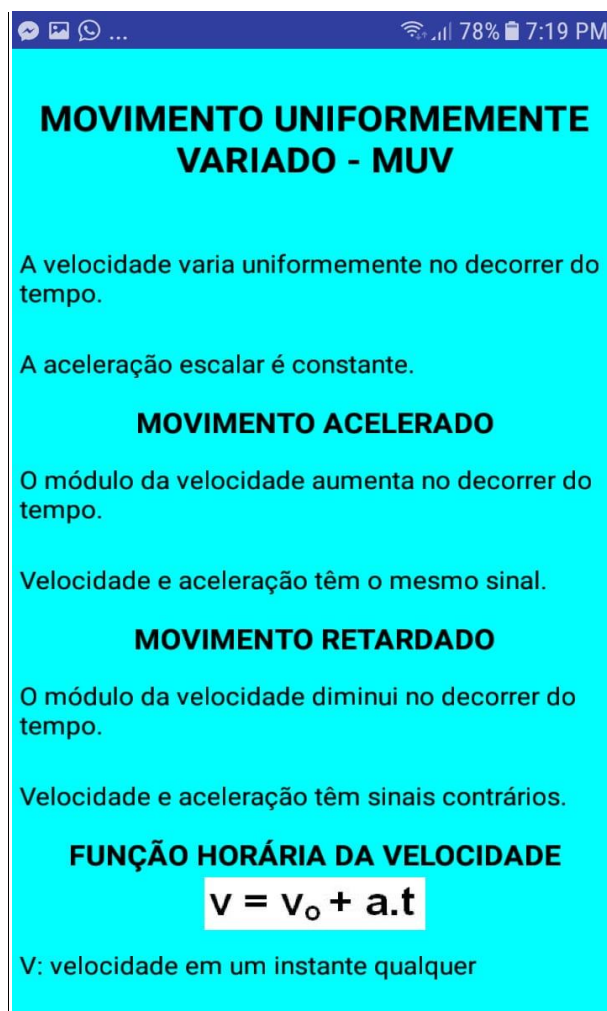 ... 78% 7:19 PM
MOVIMENTO UNIFORMEMENTE
VARIADO - MUV
A velocidade varia uniformemente no decorrer do
tempo.
A aceleração escalar é constante.
MOVIMENTO ACELERADO
O módulo da velocidade aumenta no decorrer do
tempo.
Velocidade e aceleração têm o mesmo sinal.
MOVIMENTO RETARDADO
O módulo da velocidade diminui no decorrer do
tempo.
Velocidade e aceleração têm sinais contrários.
FUNÇÃO HORÁRIA DA VELOCIDADE
v = vₒ + a.t
V: velocidade em um instante qualquer